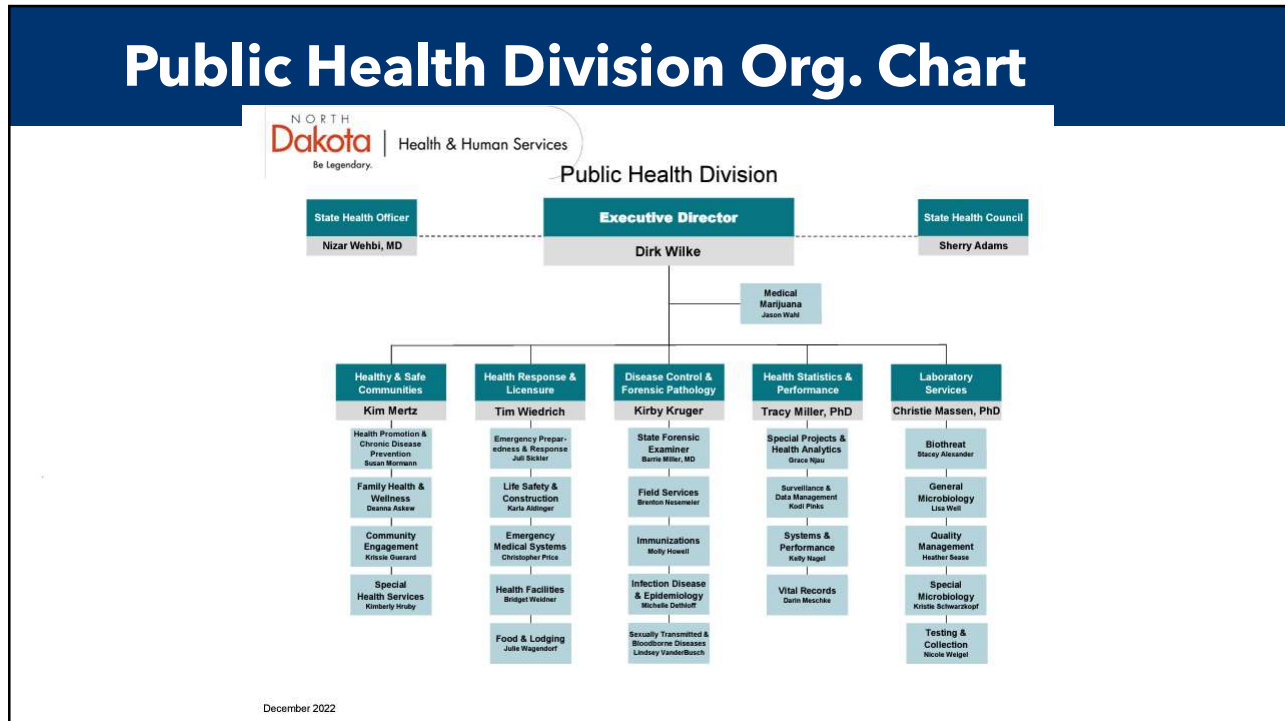 Public Health Division Org. Chart
NORTH
Dakota
Be Legendary.
Health & Human Services
Public Health Division
State Health Officer
Nizar Wehbi, MD
Executive Director
Dirk Wilke
State Health Council
Sherry Adams
Medical
Marijuana
Jason Wahl
Healthy & Safe
Communities
Kim Mertz
Health Promotion &
Chronic Disease
Prevention
Susan Mormann
Family Health &
Wellness
Deanna Askew
Community
Engagement
Krissie Guerard
Special
Health Services
Kimberly Hruby
Health Response &
Licensure
Tim Wiedrich
Emergency Prepar-
edness & Response
Juli Sickler
Life Safety &
Construction
Karla Aldinger
Emergency
Medical Systems
Christopher Price
Health Facilities
Bridget Weidner
Food & Lodging
Julie Wagendorf
Disease Control &
Forensic Pathology
Kirby Kruger
State Forensic
Examiner
Barrie Miller, MD
Field Services
Brenton Nesemeier
Immunizations
Molly Howell
Infection Disease
& Epidemiology
Michelle Dethloff
Sexually Transmitted &
Bloodborne Diseases
Lindsey VanderBusch
Health Statistics &
Performance
Tracy Miller, PhD
Special Projects &
Health Analytics
Grace Njau
Surveillance &
Data Management
Kodi Pinks
Systems &
Performance
Kelly Nagel
Vital Records
Darin Meschke
Laboratory
Services
Christie Massen, PhD
Biothreat
Stacey Alexander
General
Microbiology
Lisa Well
Quality
Management
Heather Sease
Special
Microbiology
Kristie Schwarzkopf
Testing &
Collection
Nicole Weigel
December 2022